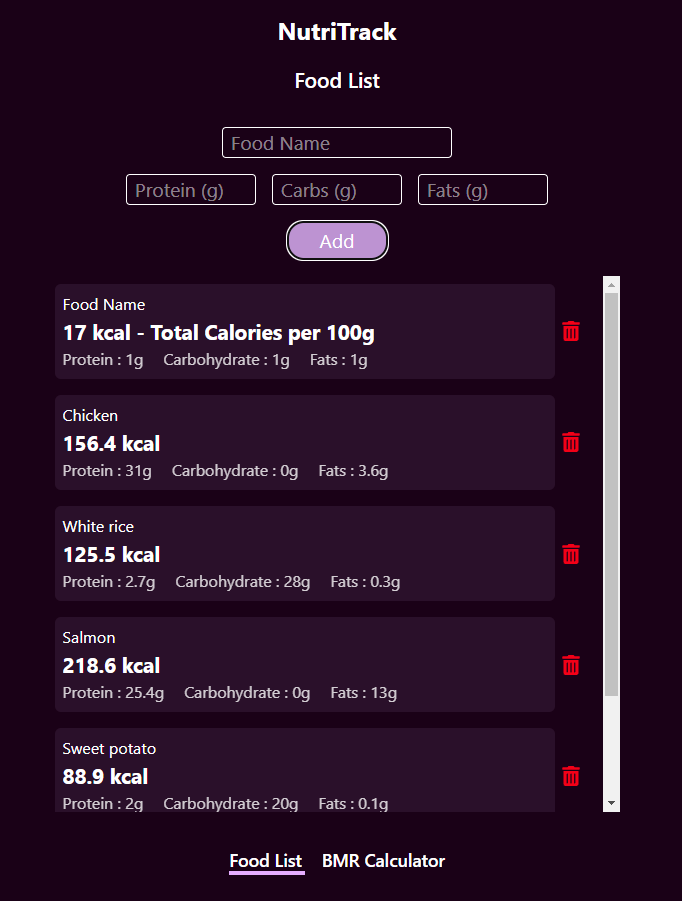 NutriTrack
Food List
Food Name
Protein (g) Carbs (g) Fats (g)
Add
Food Name
17 kcal - Total Calories per 100g
Protein : 1g Carbohydrate : 1g Fats : 1g
Chicken
156.4 kcal
Protein : 31g Carbohydrate : 0g Fats : 3.6g
White rice
125.5 kcal
Protein : 2.7g Carbohydrate : 28g Fats : 0.3g
Salmon
218.6 kcal
Protein : 25.4g Carbohydrate : 0g Fats : 13g
Sweet potato
88.9 kcal
Protein : 2g Carbohydrate : 20g Fats : 0.1g
Food List BMR Calculator